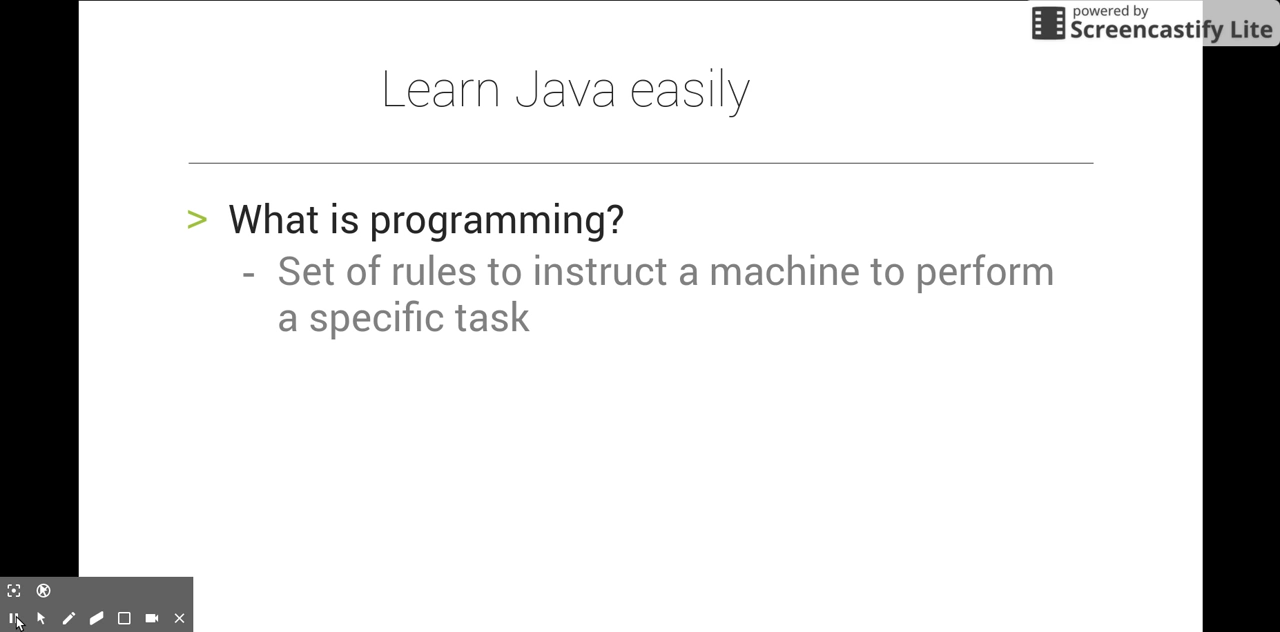 powered by
Screencastify Lite
Learn Java easily
> What is programming?
- Set of rules to instruct a machine to perform
a specific task